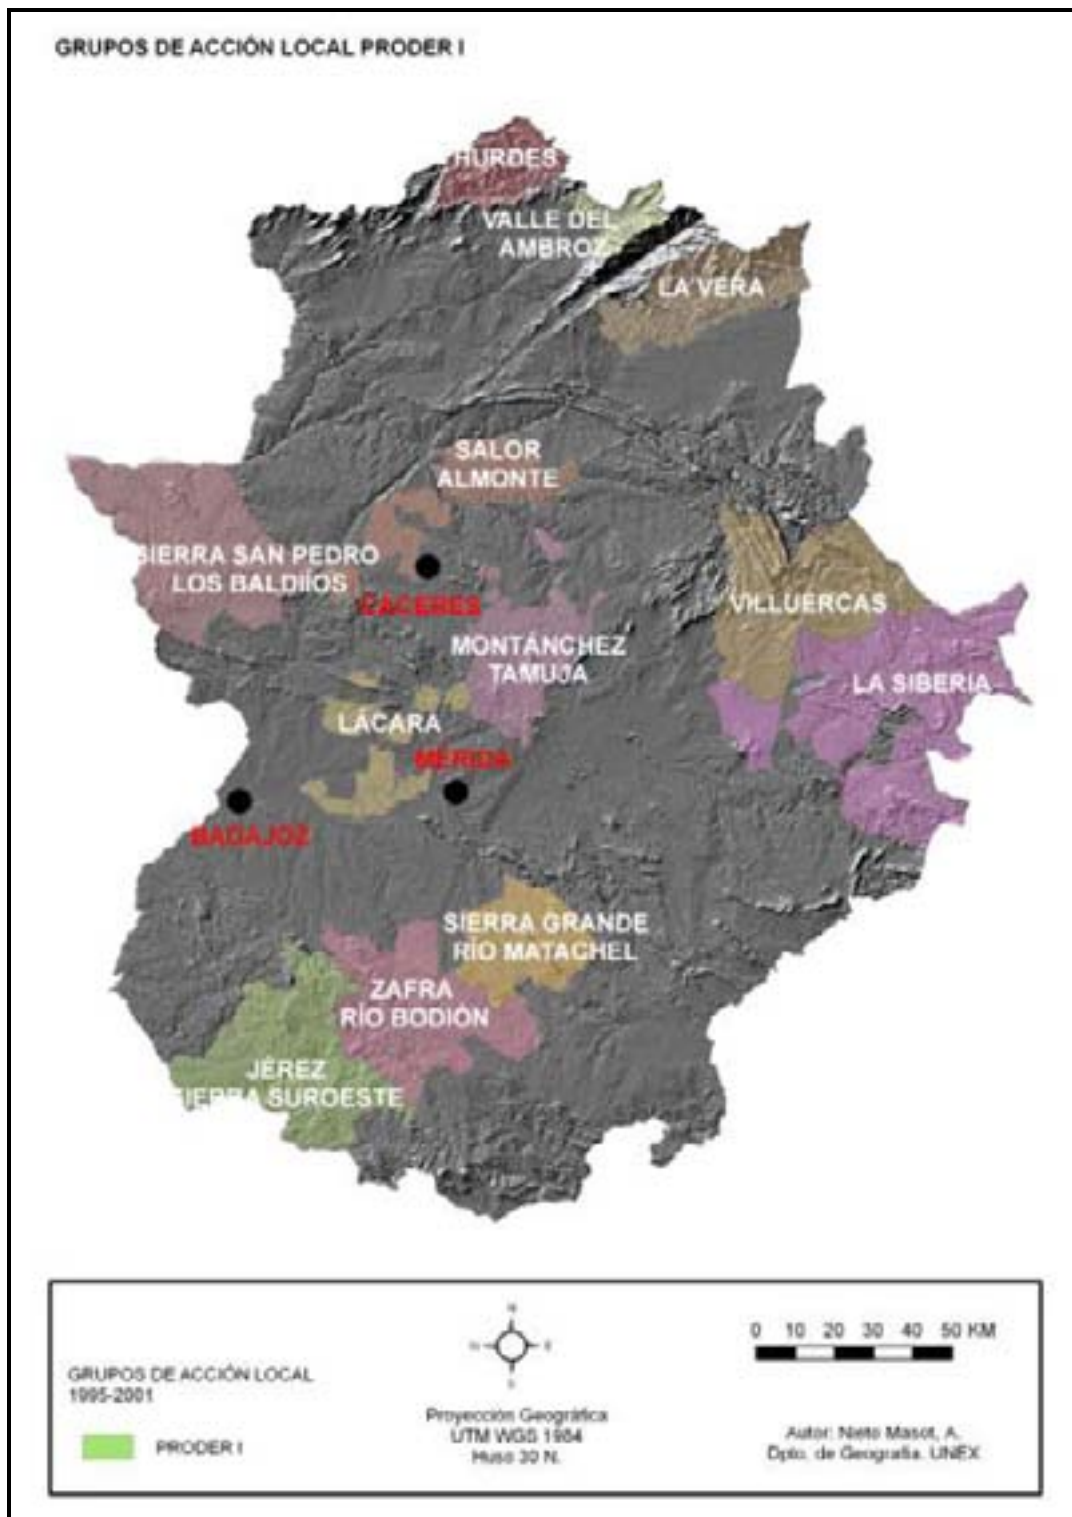 GRUPOS DE ACCIÓN LOCAL PRODER I
HURDES
VALLE DEL
AMBROZ
LA VERA
SALOR
ALMONTE
SIERRA SAN PEDRO
LOS BALDIÍOS
CÁCERES
VILLUERCAS
MONTÁNCHEZ
TAMUJA
LA SIBERIA
LÁCARA
MÉRIDA
BADAJOZ
SIERRA GRANDE
RÍO MATACHEL
ZAFRA
RÍO BODIÓN
JÉREZ
SIERRA SUROESTE
GRUPOS DE ACCIÓN LOCAL
1995-2001
PRODER I
N
E
S
Proyección Geográfica
UTM WGS 1984
Huso 30 N.
0 10 20 30 40 50 KM
Autor: Nieto Masot, A.
Dpto. de Geografía. UNEX